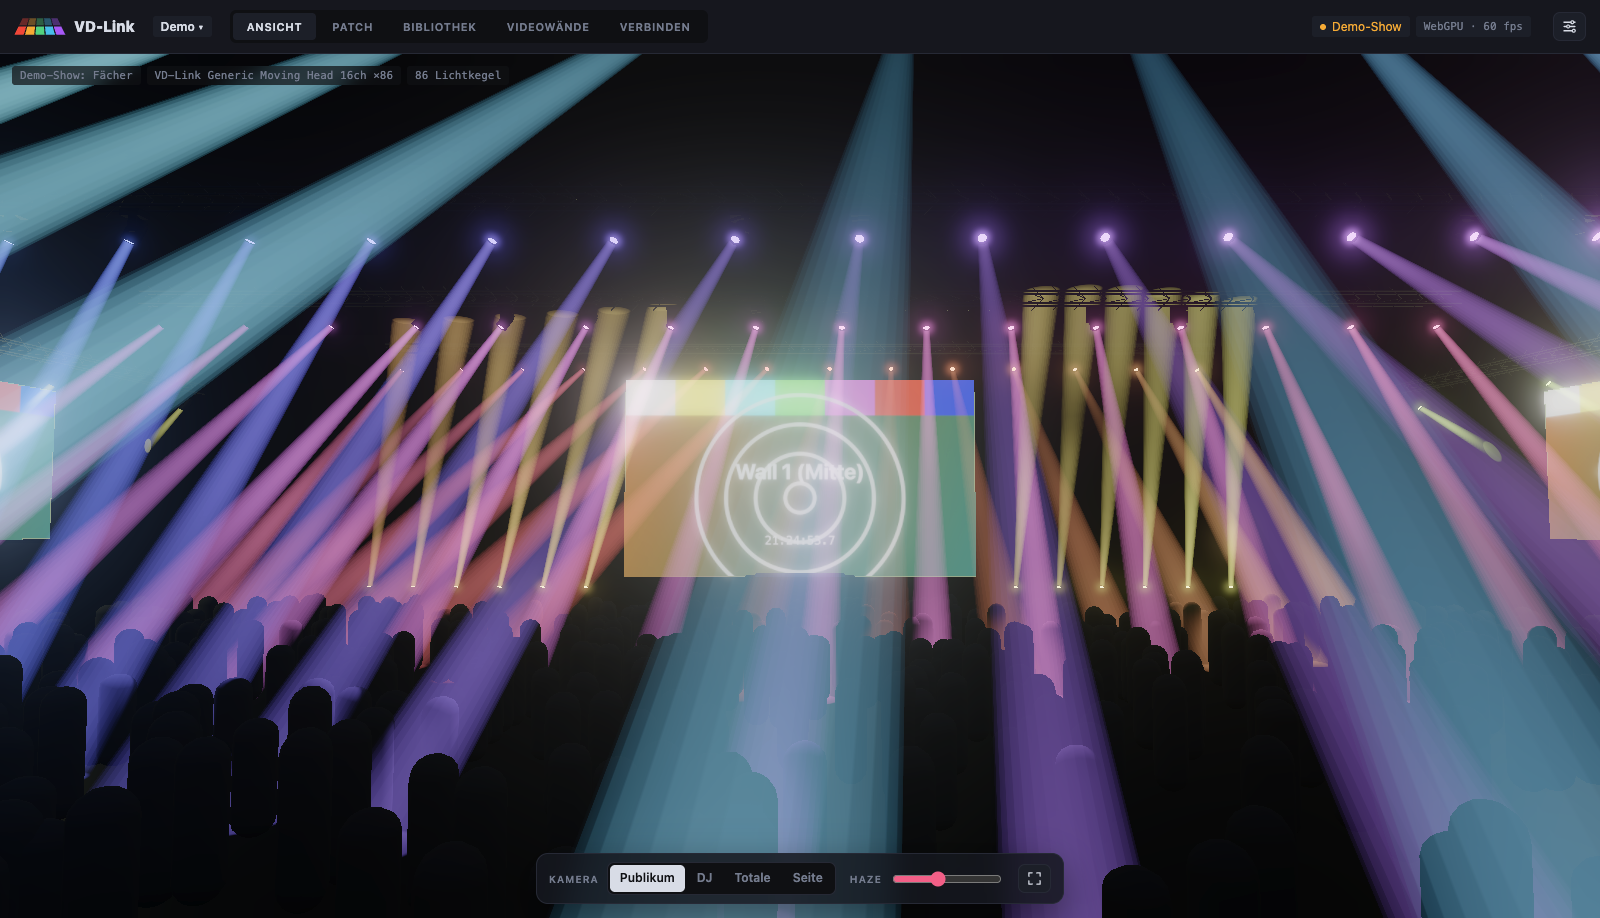 VD-Link Demo ▾ ANSICHT PATCH BIBLIOTHEK VIDEOWÄNDE VERBINDEN Demo-Show WebGPU · 60 fps
Demo-Show: Fächer VD-Link Generic Moving Head 16ch ×86 86 Lichtkegel
Wall 1 (Mitte)
KAMERA Publikum DJ Totale Seite HAZE